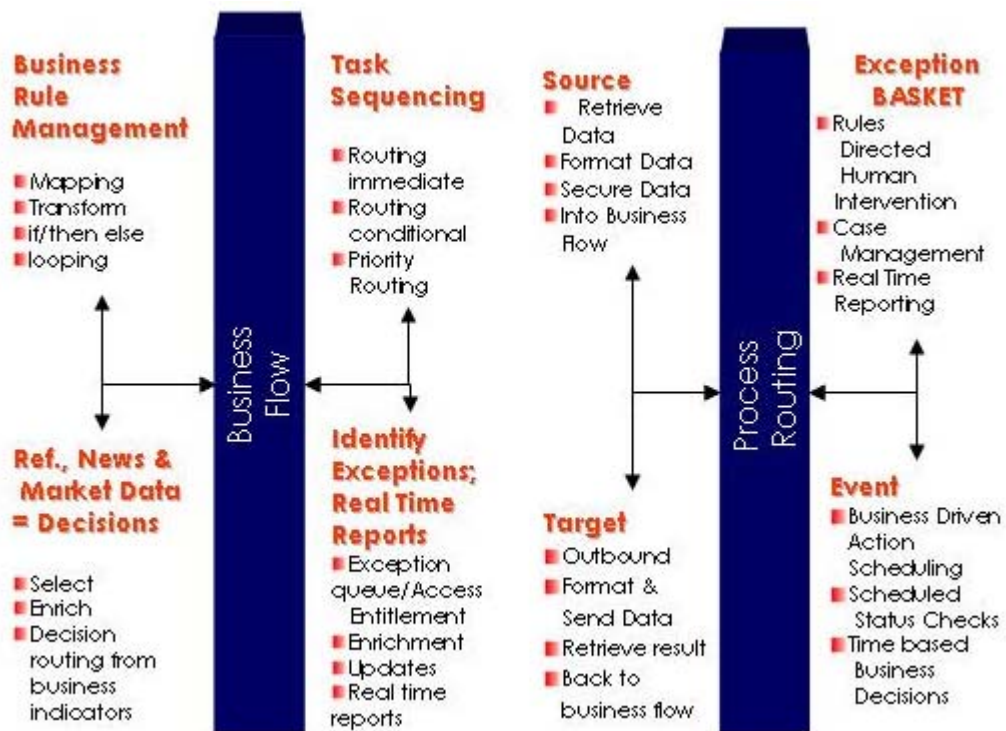 Business
Rule
Management
Mapping
Transform
if/then else
looping
Ref., News &
Market Data
= Decisions
Select
Enrich
Decision
routing from
business
indicators
Business
Flow
Task
Sequencing
Routing
immediate
Routing
conditional
Priority
Routing
Identify
Exceptions;
Real Time
Reports
Exception
queue/Access
Entitlement
Enrichment
Updates
Real time
reports
Source
Retrieve
Data
Format Data
Secure Data
Into Business
Flow
Target
Outbound
Format &
Send Data
Retrieve result
Back to
business flow
Process
Routing
Exception
BASKET
Rules
Directed
Human
Intervention
Case
Management
Real Time
Reporting
Event
Business Driven
Action
Scheduling
Scheduled
Status Checks
Time based
Business
Decisions